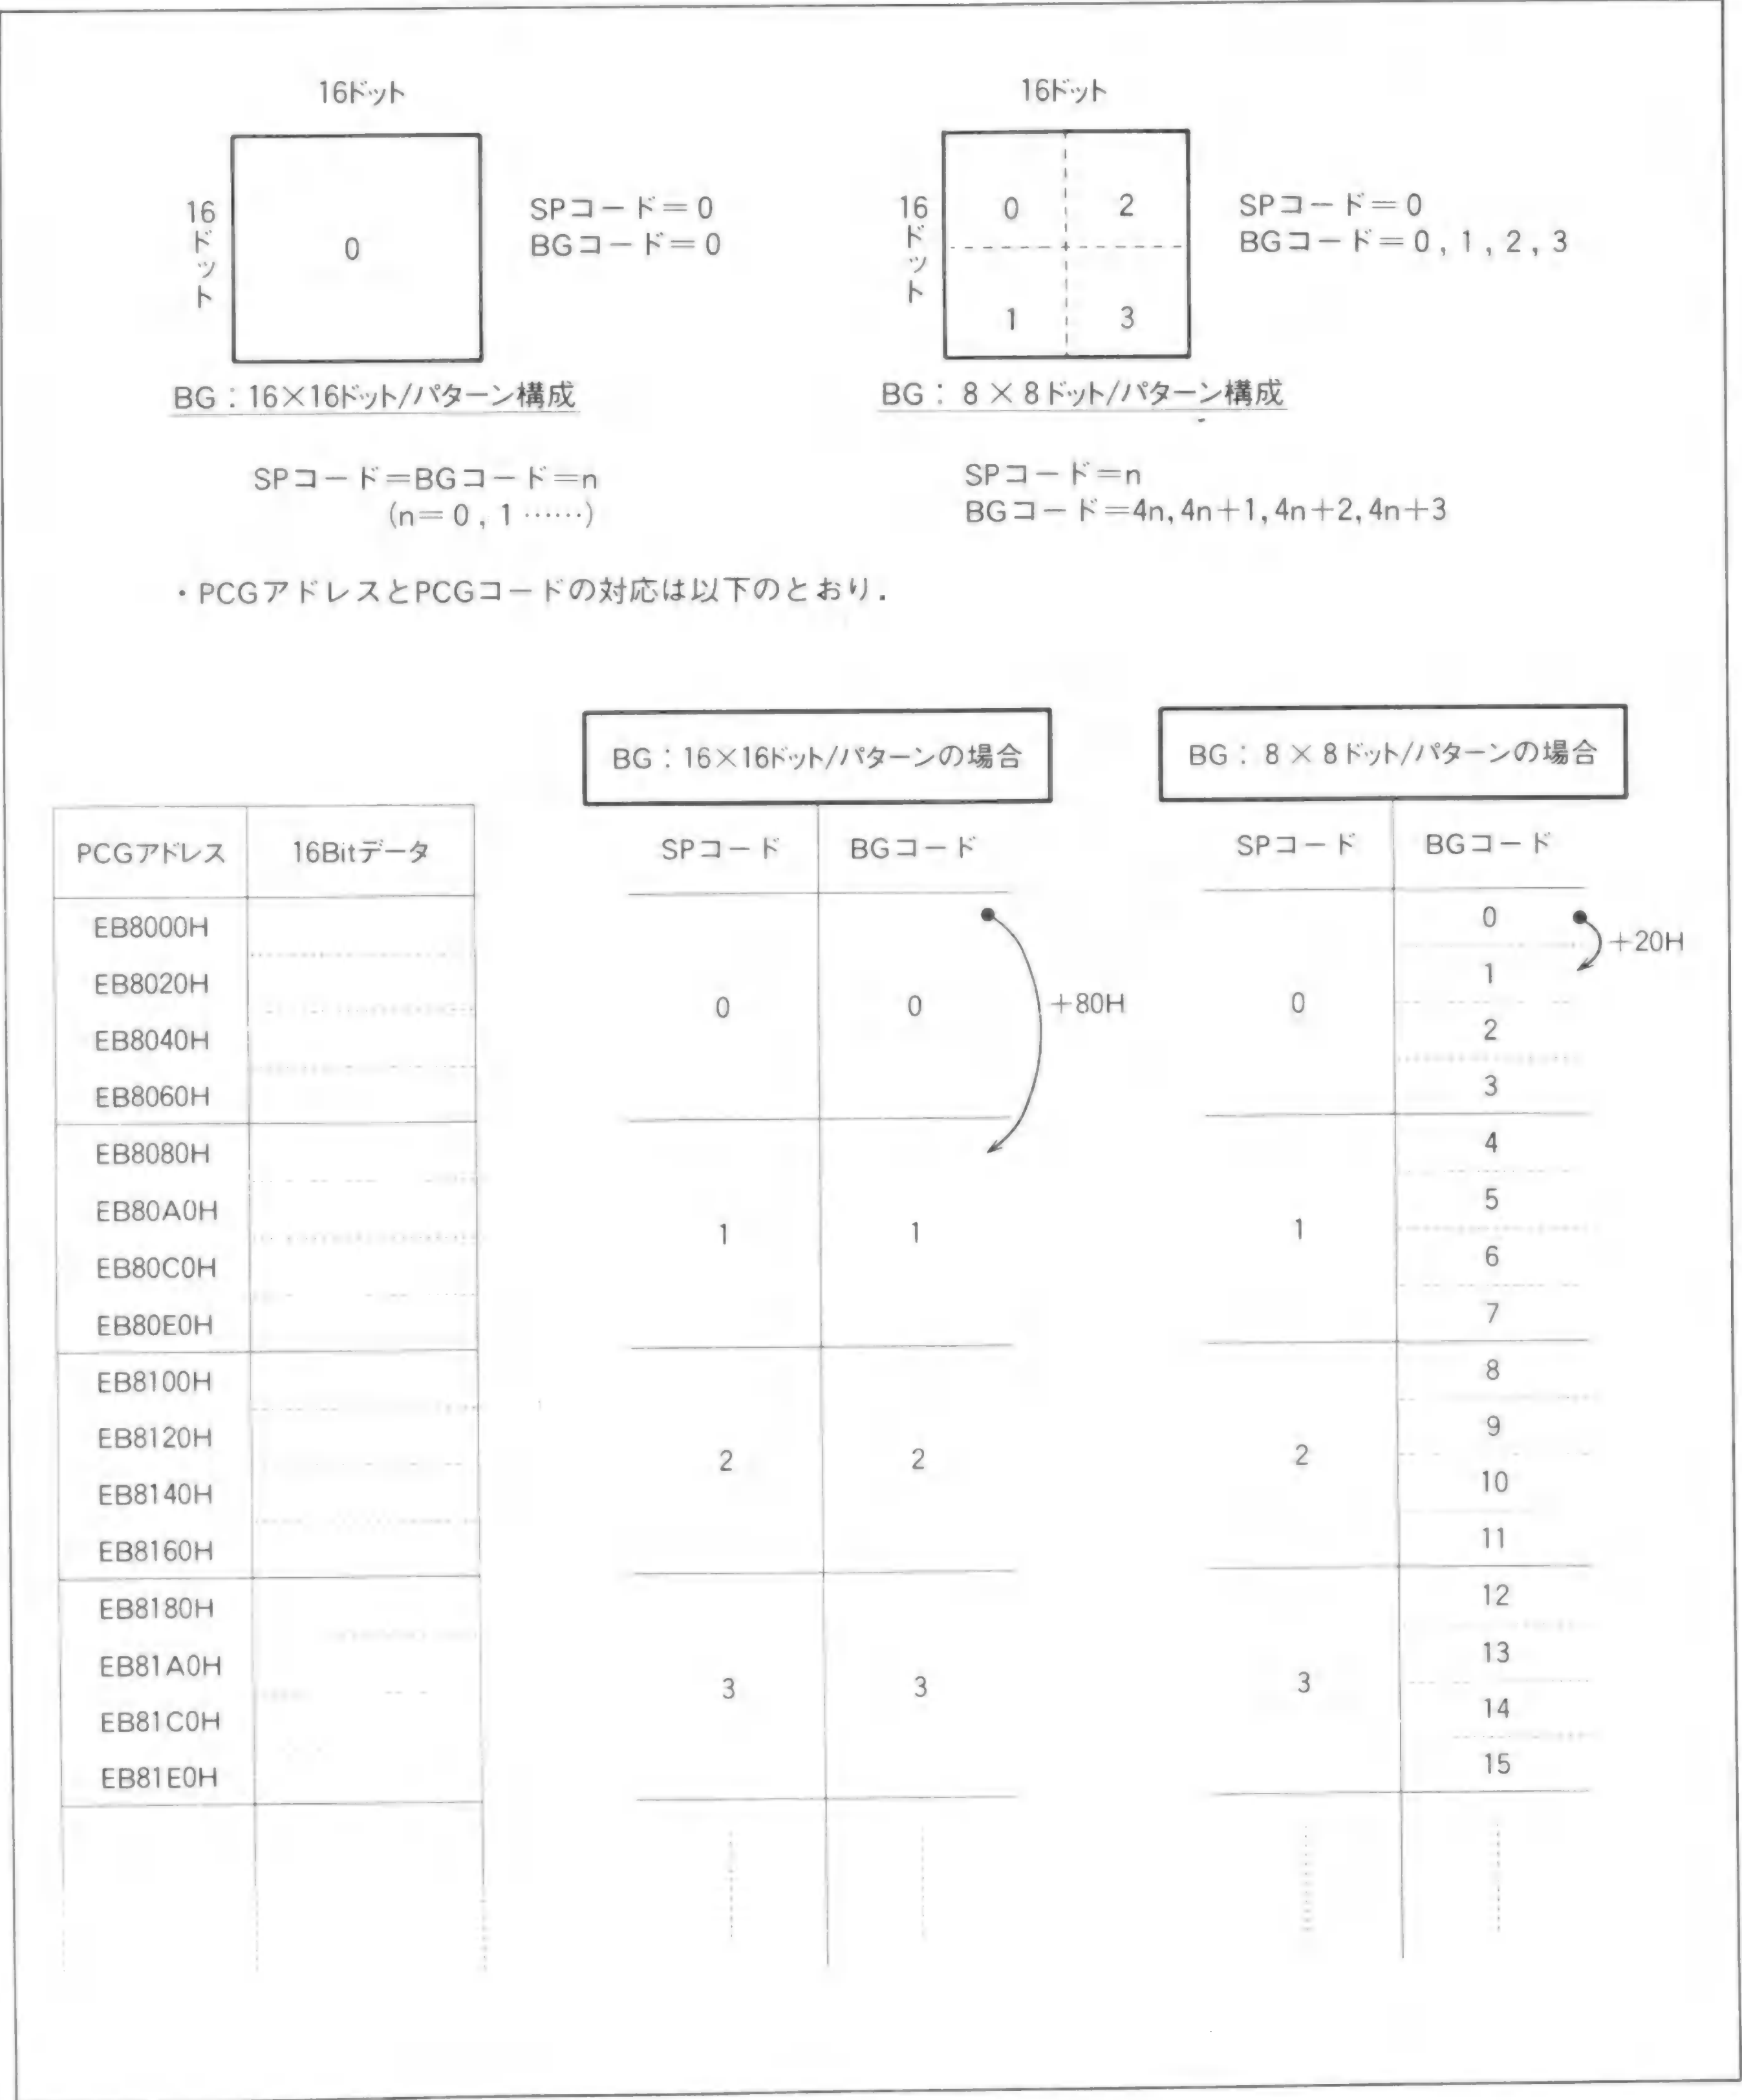 16ドット
16ドット
0
SPコード＝0
BGコード＝0
BG：16×16ドット/パターン構成
SPコード＝BGコード＝n
(n＝0, 1……)
16ドット
16ドット
0 2
1 3
SPコード＝0
BGコード＝0, 1, 2, 3
BG：8×8ドット/パターン構成
SPコード＝n
BGコード＝4n, 4n＋1, 4n＋2, 4n＋3
・PCGアドレスとPCGコードの対応は以下のとおり．
BG：16×16ドット/パターンの場合
BG：8×8ドット/パターンの場合
PCGアドレス 16Bitデータ SPコード BGコード SPコード BGコード
EB8000H 0
＋20H
EB8020H 1
0 0 ＋80H 0
EB8040H 2
EB8060H 3
EB8080H 4
EB80A0H 5
1 1 1
EB80C0H 6
EB80E0H 7
EB8100H 8
EB8120H 9
2 2 2
EB8140H 10
EB8160H 11
EB8180H 12
EB81A0H 13
3 3 3
EB81C0H 14
EB81E0H 15